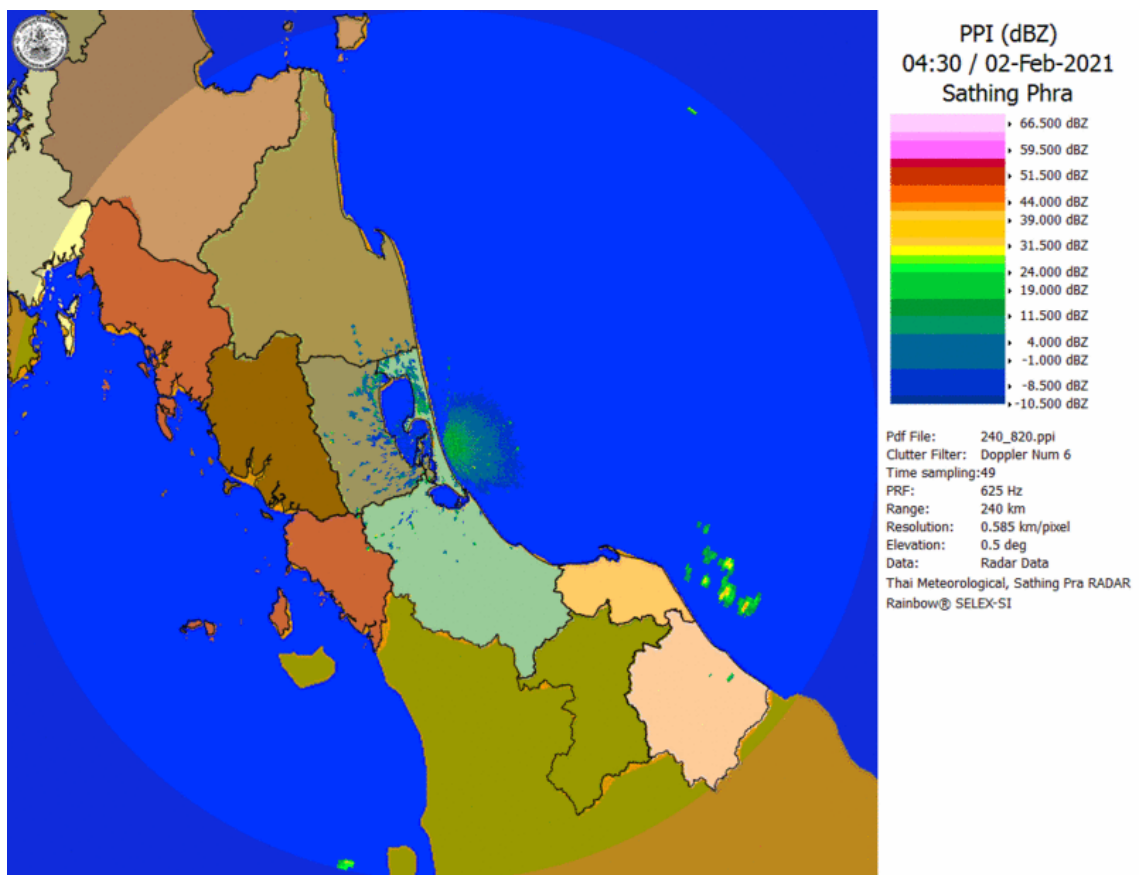 PPI (dBZ)
04:30 / 02-Feb-2021
Sathing Phra
66.500 dBZ
59.500 dBZ
51.500 dBZ
44.000 dBZ
39.000 dBZ
31.500 dBZ
24.000 dBZ
19.000 dBZ
11.500 dBZ
4.000 dBZ
-1.000 dBZ
-8.500 dBZ
-10.500 dBZ
Pdf File: 240_820.ppi
Clutter Filter: Doppler Num 6
Time sampling:49
PRF: 625 Hz
Range: 240 km
Resolution: 0.585 km/pixel
Elevation: 0.5 deg
Data: Radar Data
Thai Meteorological, Sathing Pra RADAR
Rainbow® SELEX-SI